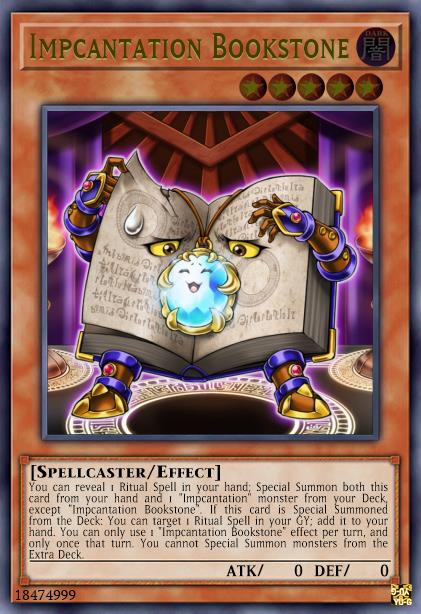 IMPCANTATION BOOKSTONE
DARK
闇
[SPELLCASTER/EFFECT]
You can reveal 1 Ritual Spell in your hand; Special Summon both this
card from your hand and 1 "Impcantation" monster from your Deck,
except "Impcantation Bookstone". If this card is Special Summoned
from the Deck: You can target 1 Ritual Spell in your GY; add it to your
hand. You can only use 1 "Impcantation Bookstone" effect per turn, and
only once that turn. You cannot Special Summon monsters from the
Extra Deck.
ATK/ 0 DEF/ 0
18474999